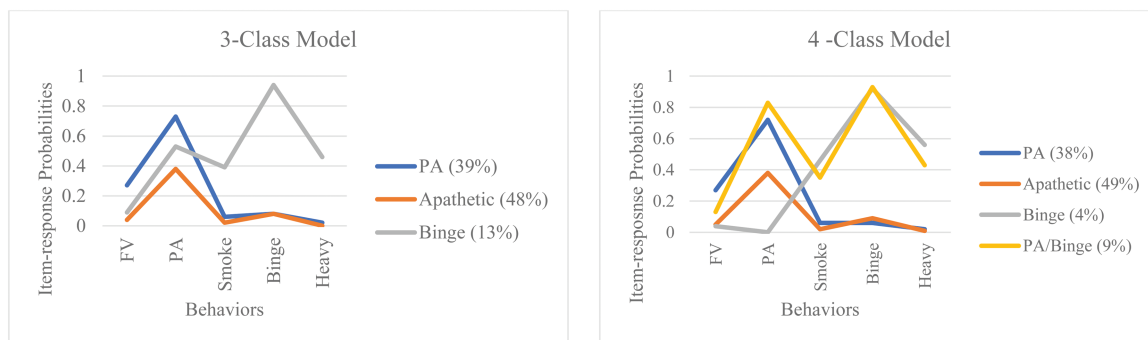 3-Class Model
Item-response Probabilities
1
0.8
0.6
0.4
0.2
0
FV
PA
Smoke
Binge
Heavy
Behaviors
PA (39%)
Apathetic (48%)
Binge (13%)
4 -Class Model
Item-response Probabilities
1
0.8
0.6
0.4
0.2
0
FV
PA
Smoke
Binge
Heavy
Behaviors
PA (38%)
Apathetic (49%)
Binge (4%)
PA/Binge (9%)